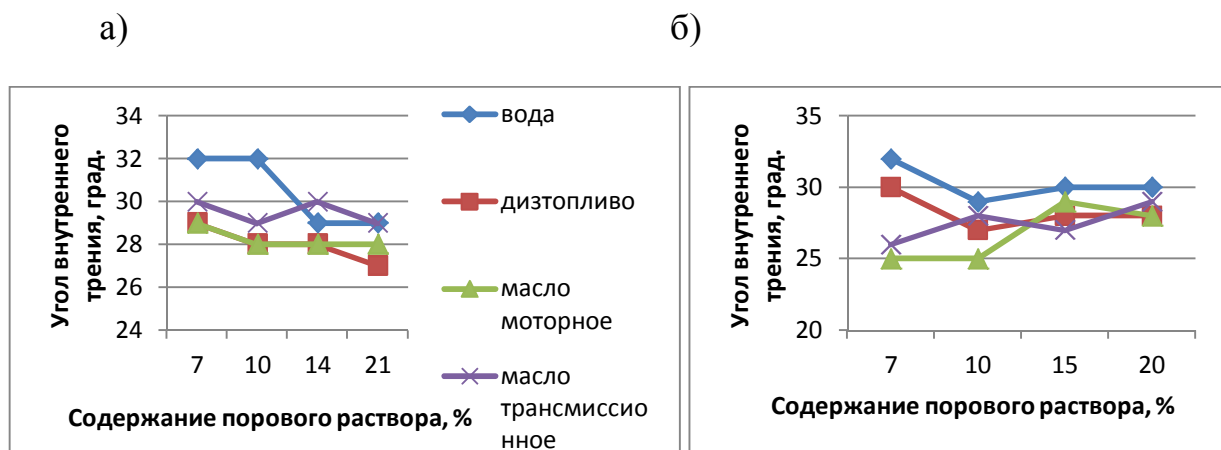 а)
б)
Угол внутреннего
трения, град.
34
32
30
28
26
24
7 10 14 21
Содержание порового раствора, %
вода
дизтопливо
масло
моторное
масло
трансмиссио
нное
Угол внутреннего
трения, град.
35
30
25
20
7 10 15 20
Содержание порового раствора, %